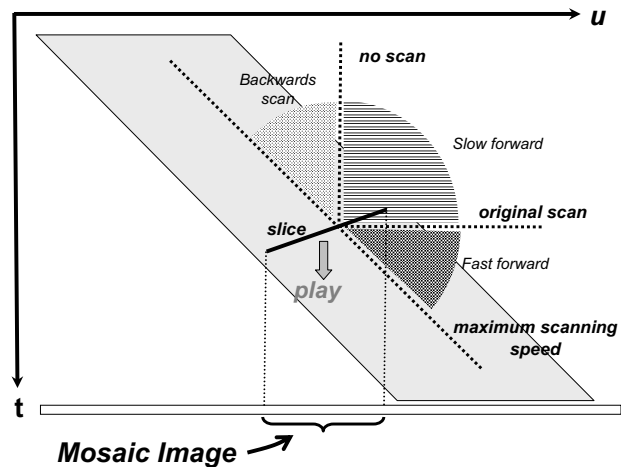 u
no scan
Backwards
scan
Slow forward
original scan
slice
Fast forward
play
maximum scanning
speed
t
Mosaic Image